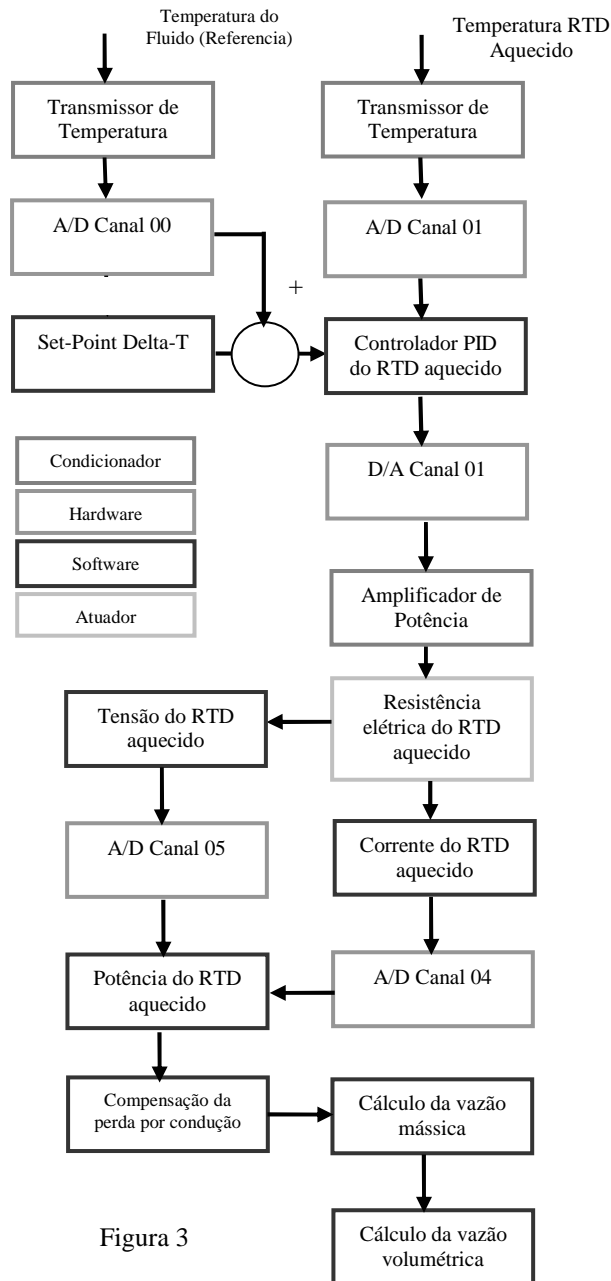 Temperatura do
Fluido (Referencia)
Temperatura RTD
Aquecido
Transmissor de
Temperatura
Transmissor de
Temperatura
A/D Canal 00
A/D Canal 01
+
Set-Point Delta-T
Controlador PID
do RTD aquecido
Condicionador
Hardware
Software
Atuador
D/A Canal 01
Amplificador de
Potência
Resistência
elétrica do RTD
aquecido
Tensão do RTD
aquecido
A/D Canal 05
Corrente do RTD
aquecido
Potência do RTD
aquecido
A/D Canal 04
Compensação da
perda por condução
Cálculo da vazão
mássica
Cálculo da vazão
volumétrica
Figura 3